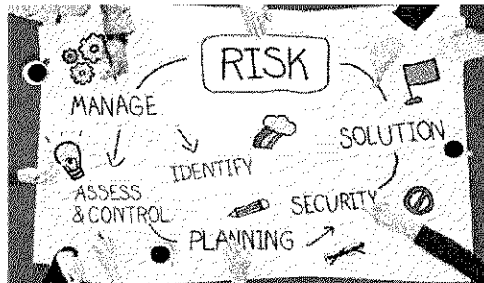 RISK
MANAGE
SOLUTION
IDENTIFY
ASSESS
& CONTROL
SECURITY
PLANNING